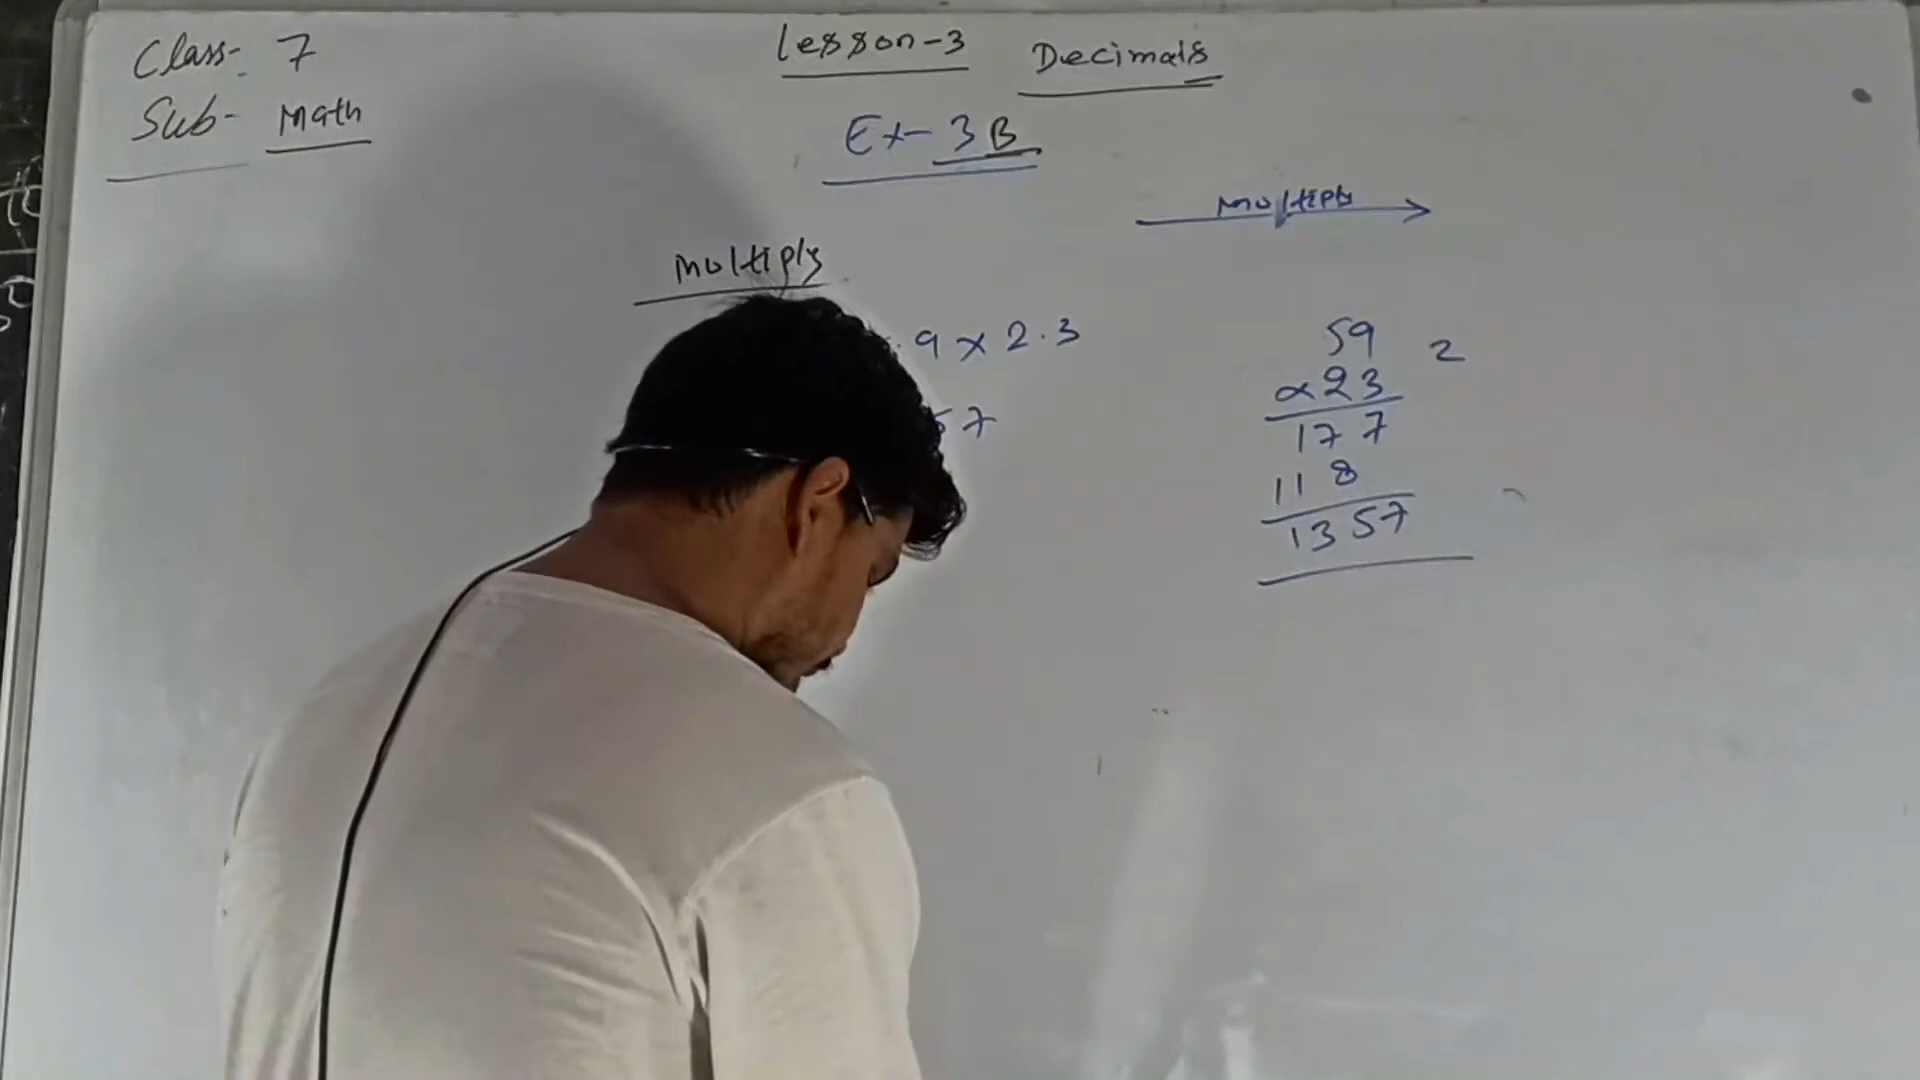 Class- 7
Sub- Math
Lesson-3 Decimals
Ex- 3B
Multiply
Multiply
.9 x 2.3
57
59 2
x23
177
118
1357